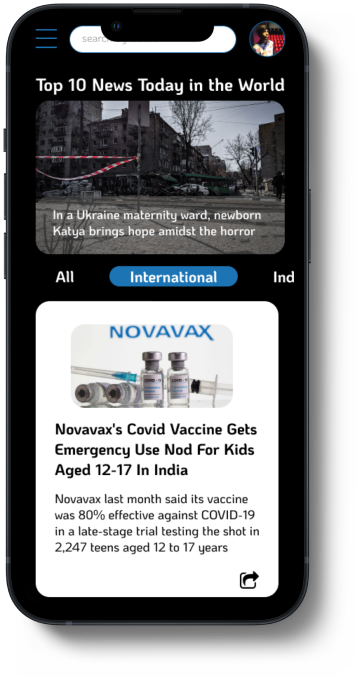 Top 10 News Today in the World
In a Ukraine maternity ward, newborn
Katya brings hope amidst the horror
All International Ind
NOVAVAX
Novavax's Covid Vaccine Gets
Emergency Use Nod For Kids
Aged 12-17 In India
Novavax last month said its vaccine
was 80% effective against COVID-19
in a late-stage trial testing the shot in
2,247 teens aged 12 to 17 years